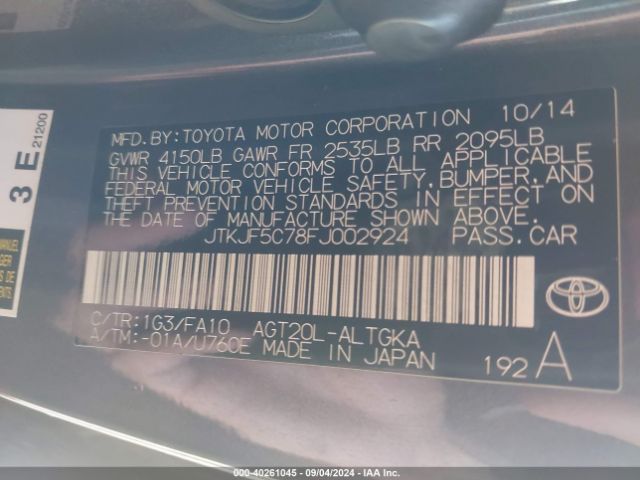 MFD.BY:TOYOTA MOTOR CORPORATION 10/14
GVWR 4150LB GAWR FR 2535LB RR 2095LB
THIS VEHICLE CONFORMS TO ALL APPLICABLE
FEDERAL MOTOR VEHICLE SAFETY,BUMPER,AND
THEFT PREVENTION STANDARDS IN EFFECT ON
THE DATE OF MANUFACTURE SHOWN ABOVE.
JTKJF5C78FJ002924 PASS.CAR
C/TR:1G3/FA10 AGT20L-ALTGKA
A/TM:-01A/U760E MADE IN JAPAN
192 A
3 E
21200
000-40261045 - 09/04/2024 - IAA Inc.